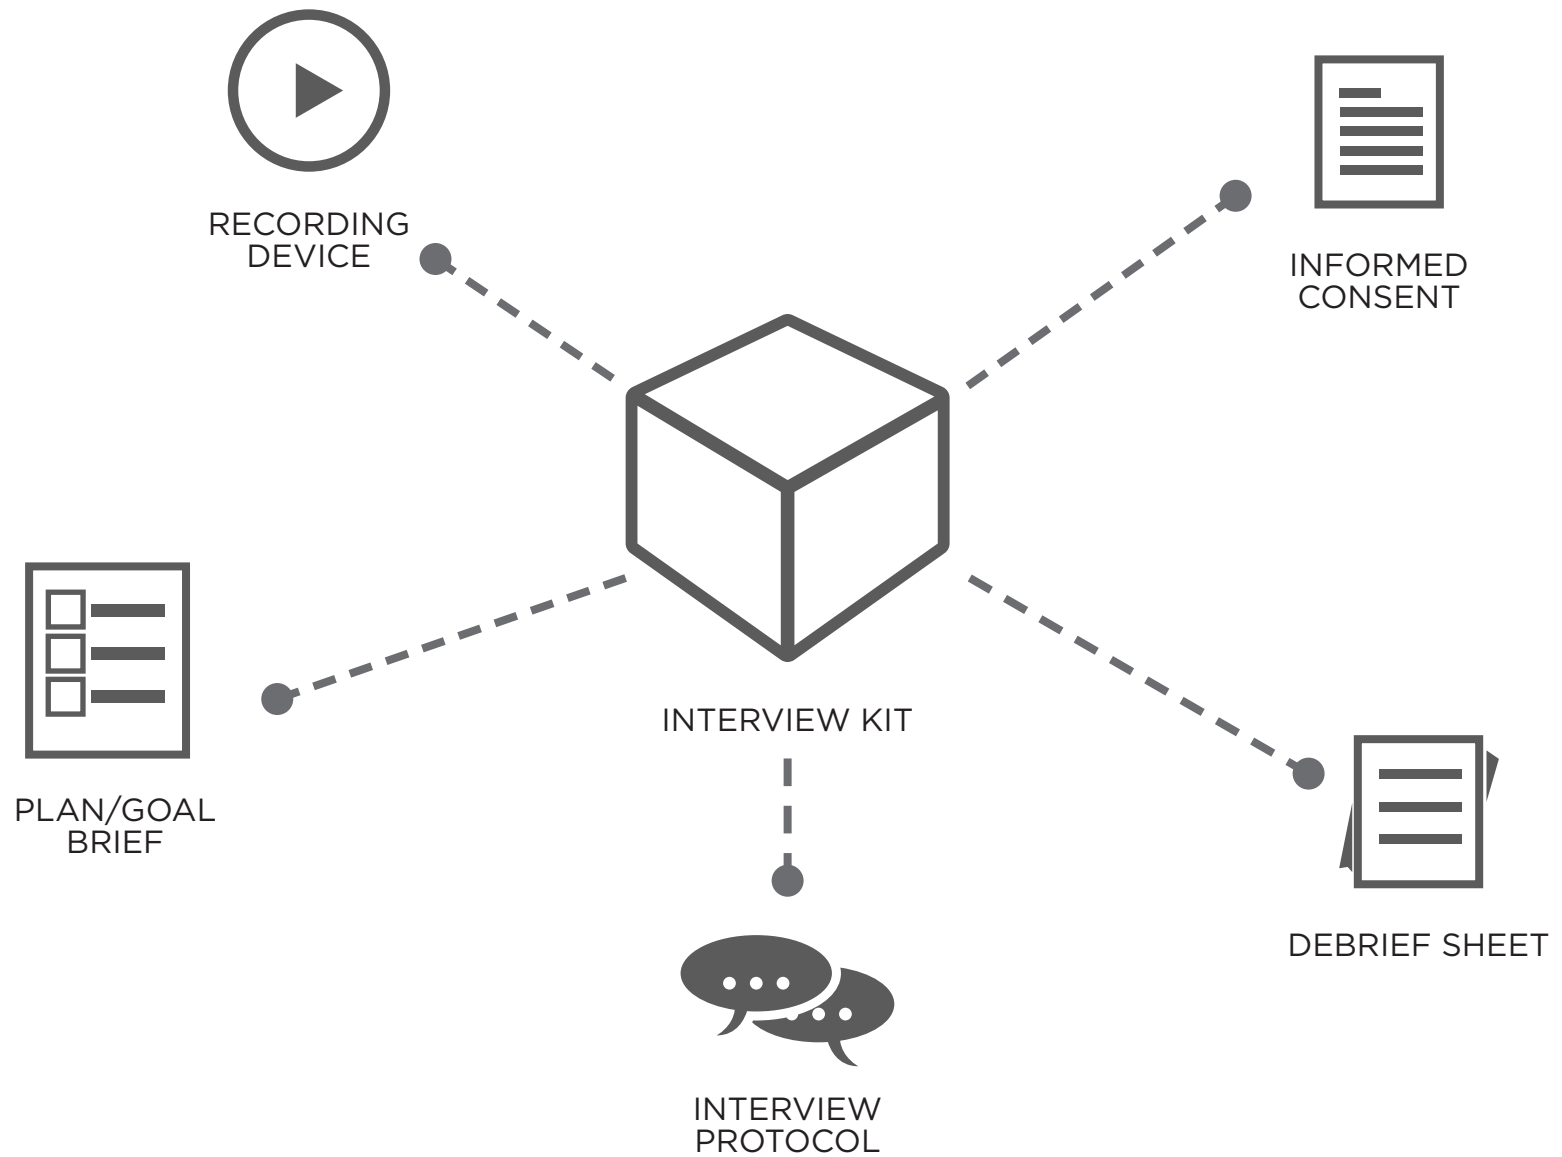 RECORDING
DEVICE
INFORMED
CONSENT
INTERVIEW KIT
PLAN/GOAL
BRIEF
DEBRIEF SHEET
INTERVIEW
PROTOCOL